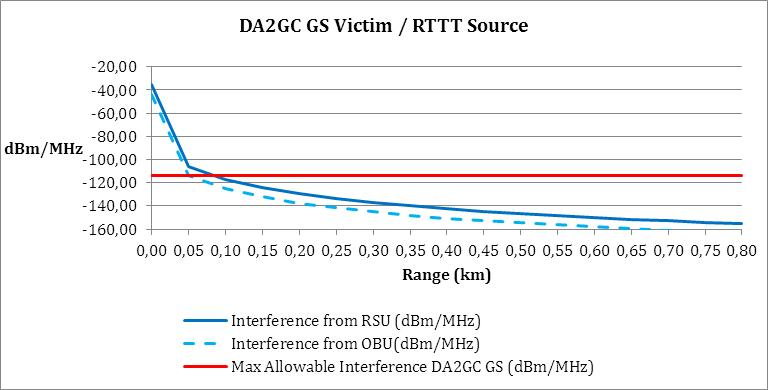 DA2GC GS Victim / RTTT Source
-20,00
-40,00
-60,00
-80,00
dBm/MHz
-100,00
-120,00
-140,00
-160,00
0,00 0,05 0,10 0,15 0,20 0,25 0,30 0,35 0,40 0,45 0,50 0,55 0,60 0,65 0,70 0,75 0,80
Range (km)
Interference from RSU (dBm/MHz)
Interference from OBU(dBm/MHz)
Max Allowable Interference DA2GC GS (dBm/MHz)